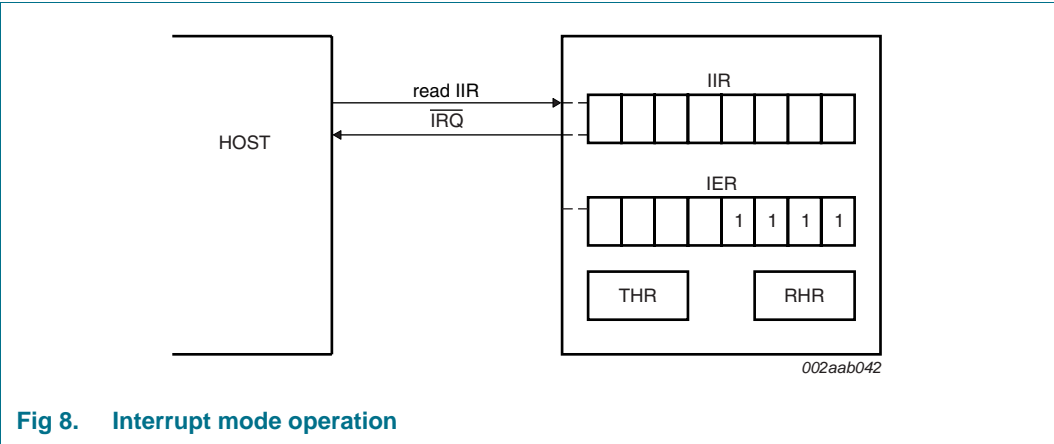 read IIR
IRQ
HOST
IIR
IER
1 1 1 1
THR RHR
002aab042
Fig 8. Interrupt mode operation